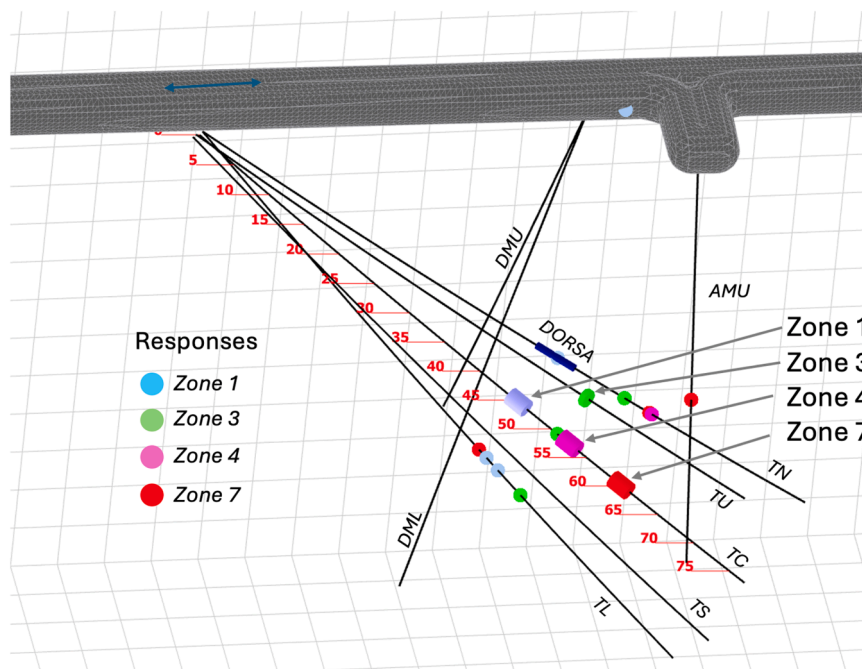 0
5
10
15
20
25
30
35
40
45
50
55
60
65
70
75
DMU
DORSA
AMU
Zone 1
Zone 3
Zone 4
Zone 7
Responses
Zone 1
Zone 3
Zone 4
Zone 7
TN
TU
TC
TS
TL
DML